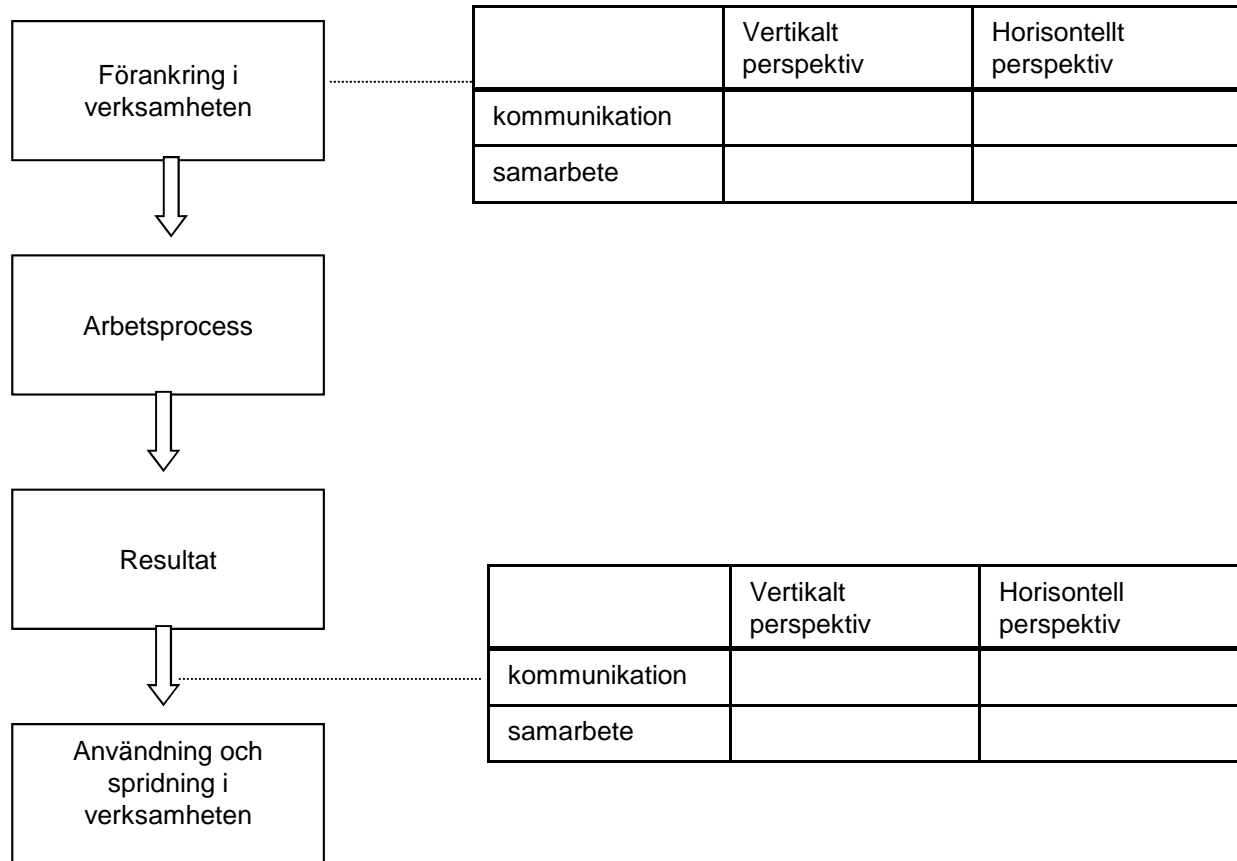 Förankring i
verksamheten
Vertikalt
perspektiv
Horisontellt
perspektiv
kommunikation
samarbete
Arbetsprocess
Resultat
Vertikalt
perspektiv
Horisontell
perspektiv
kommunikation
samarbete
Användning och
spridning i
verksamheten